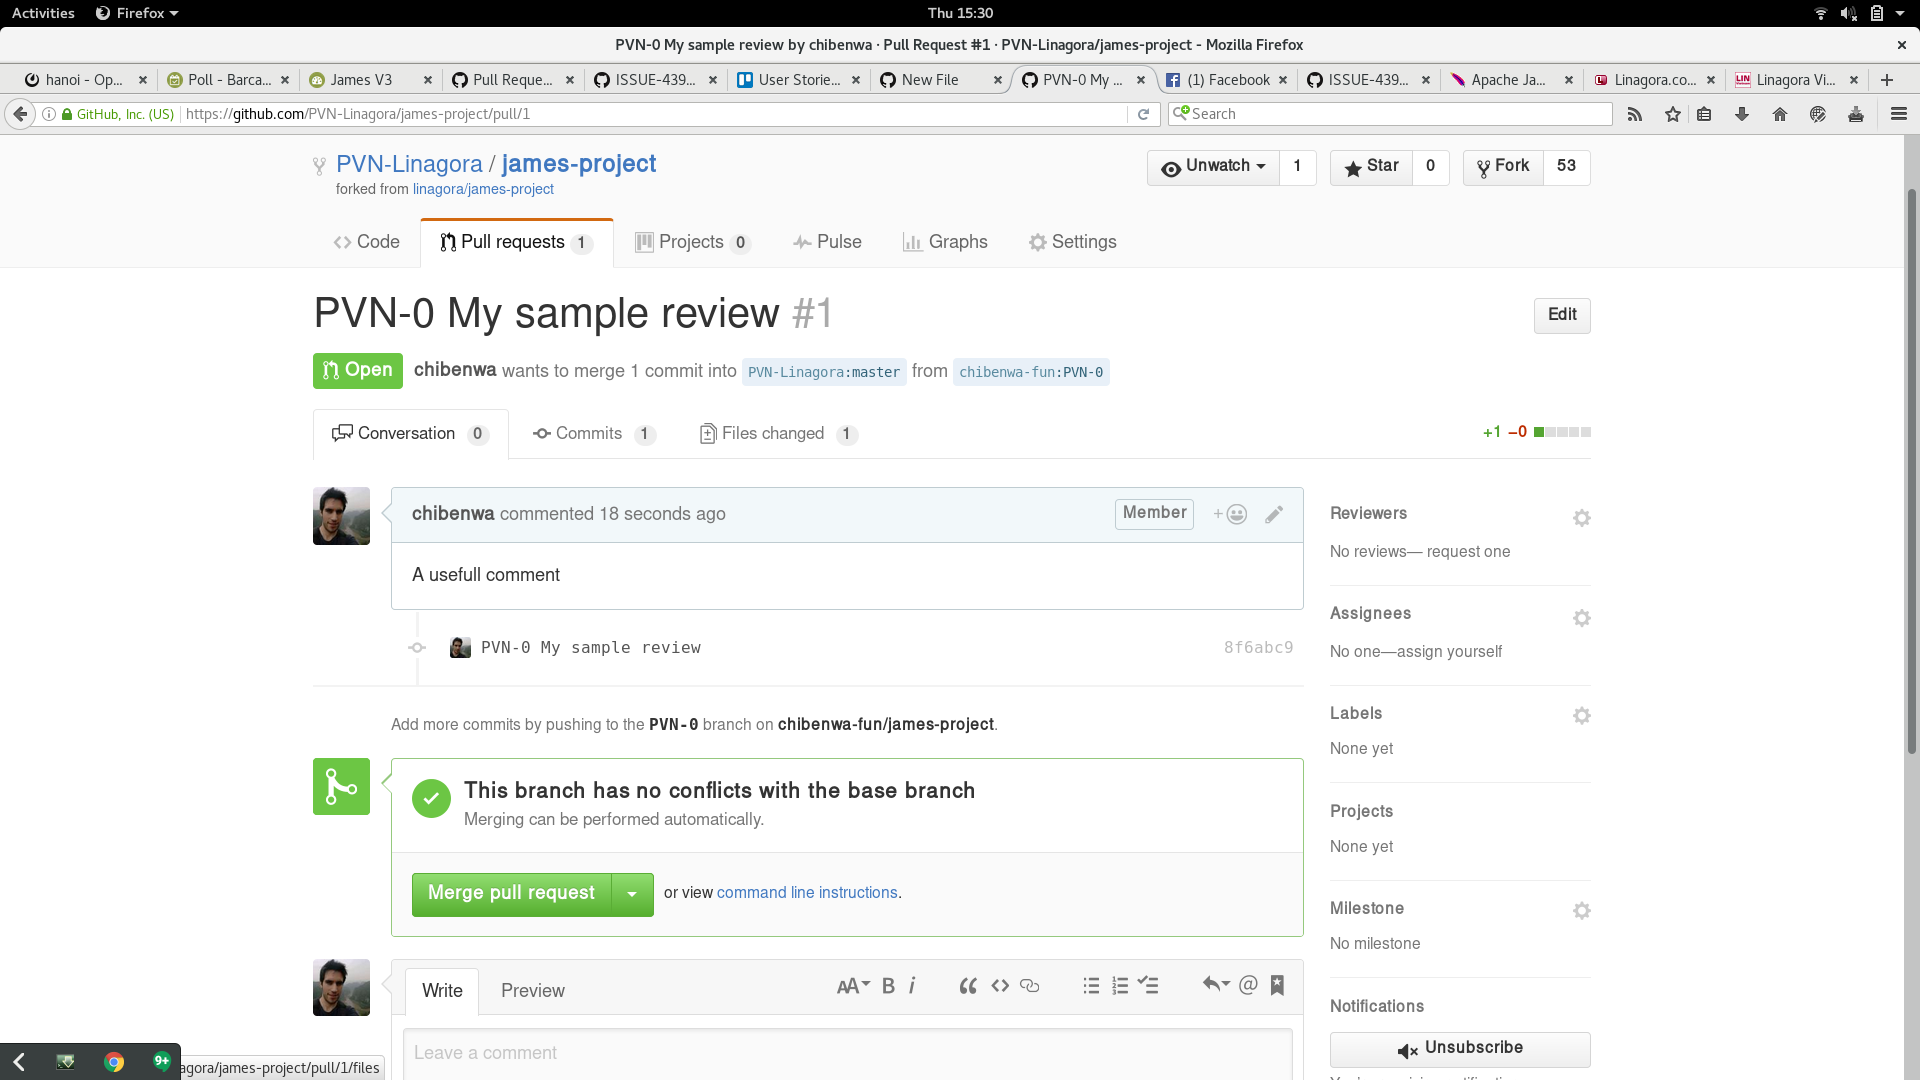 Activities Firefox Thu 15:30
PVN-0 My sample review by chibenwa · Pull Request #1 · PVN-Linagora/james-project - Mozilla Firefox
hanoi - Op... Poll - Barca... James V3 Pull Reque... ISSUE-439... User Storie... New File PVN-0 My ... (1) Facebook ISSUE-439... Apache Ja... Linagora.co... Linagora Vi...
GitHub, Inc. (US) https://github.com/PVN-Linagora/james-project/pull/1 Search
PVN-Linagora / james-project Unwatch 1 Star 0 Fork 53
forked from linagora/james-project
Code Pull requests 1 Projects 0 Pulse Graphs Settings
PVN-0 My sample review #1 Edit
Open chibenwa wants to merge 1 commit into PVN-Linagora:master from chibenwa-fun:PVN-0
Conversation 0 Commits 1 Files changed 1 +1 −0
chibenwa commented 18 seconds ago Member
A usefull comment
PVN-0 My sample review 8f6abc9
Add more commits by pushing to the PVN-0 branch on chibenwa-fun/james-project.
This branch has no conflicts with the base branch
Merging can be performed automatically.
Merge pull request or view command line instructions.
Write Preview AA B i
Leave a comment
Reviewers
No reviews— request one
Assignees
No one—assign yourself
Labels
None yet
Projects
None yet
Milestone
No milestone
Notifications
Unsubscribe
9+
agora/james-project/pull/1/files